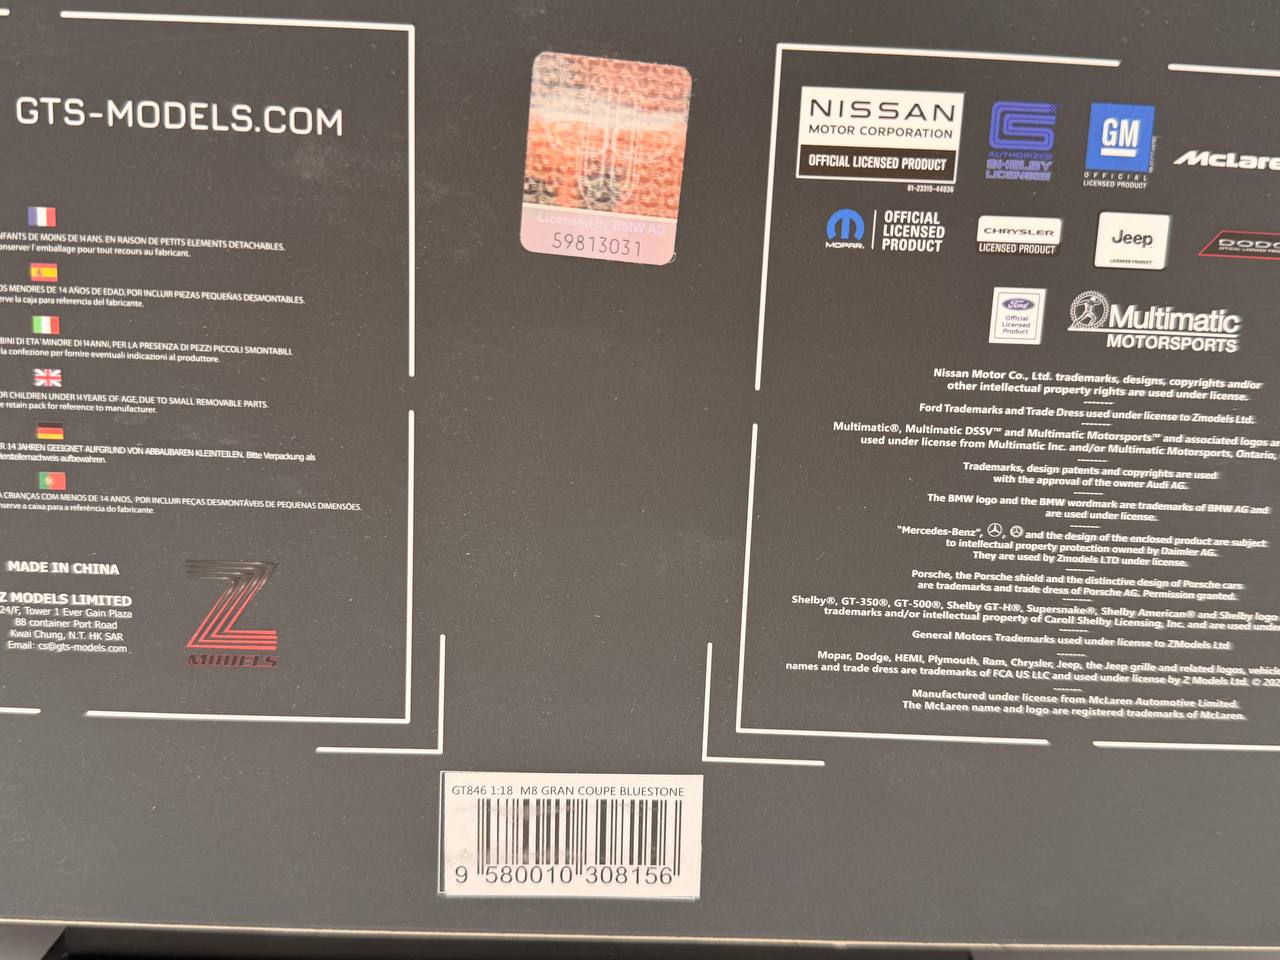 GTS-MODELS.COM
NFANTS DE MOINS DE 14 ANS, EN RAISON DE PETITS ELEMENTS DETACHABLES.
onserver l'emballage pour tout recours au fabricant.
OS MENORES DE 14 AÑOS DE EDAD, POR INCLUIR PIEZAS PEQUEÑAS DESMONTABLES.
erve la caja para referencia del fabricante.
BINI DI ETA' MINORE DI 14 ANNI, PER LA PRESENZA DI PEZZI PICCOLI SMONTABILI.
la confezione per fornire eventuali indicazioni al produttore.
OR CHILDREN UNDER 14 YEARS OF AGE, DUE TO SMALL REMOVABLE PARTS.
e retain pack for reference to manufacturer.
R 14 JAHREN GEEIGNET AUFGRUND VON ABBAUBAREN KLEINTEILEN. Bitte Verpackung als
erstellernachweis aufbewahren.
A CRIANÇAS COM MENOS DE 14 ANOS, POR INCLUIR PEÇAS DESMONTÁVEIS DE PEQUENAS DIMENSÕES.
nserve a caixa para a referência do fabricante.
MADE IN CHINA
Z MODELS LIMITED
24/F, Tower 1 Ever Gain Plaza
88 container Port Road
Kwai Chung, N.T. HK SAR
Email: cs@gts-models.com
Z
MODELS
Licensed by BMW AG
59813031
NISSAN
MOTOR CORPORATION
OFFICIAL LICENSED PRODUCT
01-23315-44036
AUTHORIZED
SHELBY
LICENSEE
GM
OFFICIAL
LICENSED PRODUCT
McLare
MOPAR.
OFFICIAL
LICENSED
PRODUCT
CHRYSLER
LICENSED PRODUCT
Jeep
LICENSED PRODUCT
DODG
Ford
Official
Licensed
Product
Multimatic
MOTORSPORTS
Nissan Motor Co., Ltd. trademarks, designs, copyrights and/or
other intellectual property rights are used under license.
-------
Ford Trademarks and Trade Dress used under license to Zmodels Ltd.
-------
Multimatic®, Multimatic DSSV™ and Multimatic Motorsports™ and associated logos ar
used under license from Multimatic Inc. and/or Multimatic Motorsports, Ontario,
-------
Trademarks, design patents and copyrights are used
with the approval of the owner Audi AG.
-------
The BMW logo and the BMW wordmark are trademarks of BMW AG and
are used under license.
-------
"Mercedes-Benz", and the design of the enclosed product are subject
to intellectual property protection owned by Daimler AG.
They are used by Zmodels LTD under license.
-------
Porsche, the Porsche shield and the distinctive design of Porsche cars
are trademarks and trade dress of Porsche AG. Permission granted.
-------
Shelby®, GT-350®, GT-500®, Shelby GT-H®, Supersnake®, Shelby American® and Shelby logo
trademarks and/or intellectual property of Caroll Shelby Licensing, Inc. and are used unde
-------
General Motors Trademarks used under license to ZModels Ltd
-------
Mopar, Dodge, HEMI, Plymouth, Ram, Chrysler, Jeep, the Jeep grille and related logos, vehicle
names and trade dress are trademarks of FCA US LLC and used under license by Z Models Ltd. © 202
-------
Manufactured under license from McLaren Automotive Limited.
The McLaren name and logo are registered trademarks of McLaren.
GT846 1:18 M8 GRAN COUPE BLUESTONE
9 580010 308156